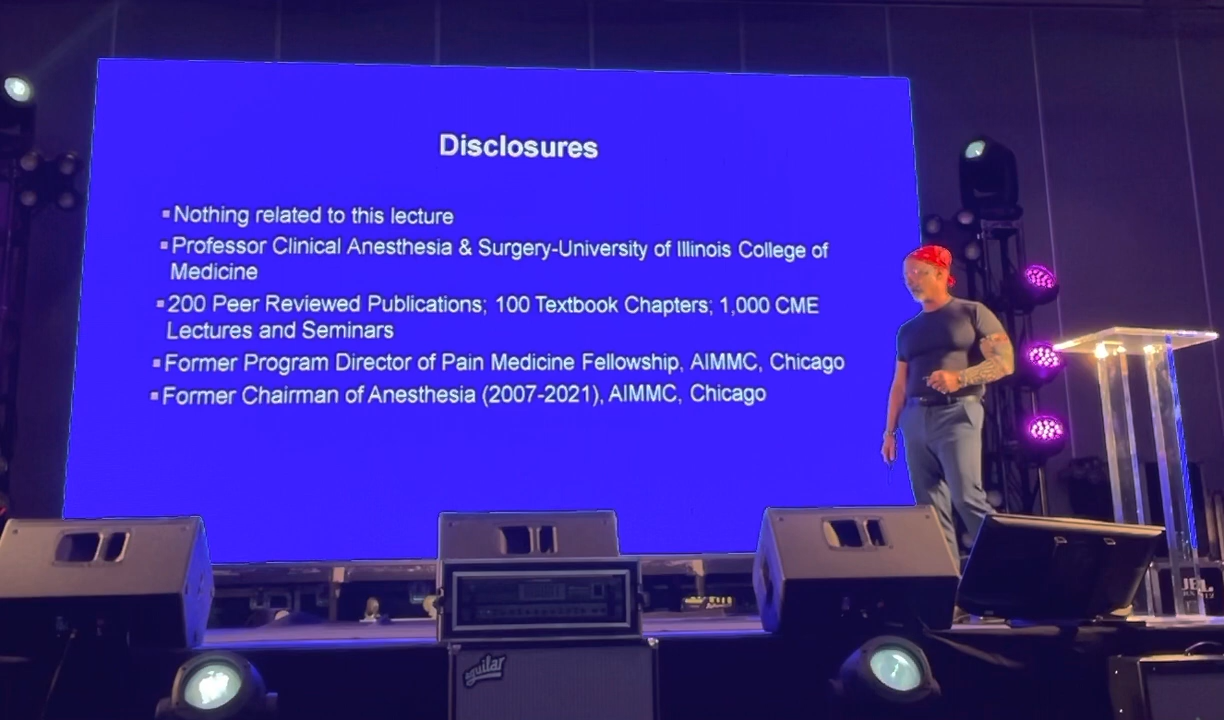 Disclosures
▪Nothing related to this lecture
▪Professor Clinical Anesthesia & Surgery-University of Illinois College of
Medicine
▪200 Peer Reviewed Publications; 100 Textbook Chapters; 1,000 CME
Lectures and Seminars
▪Former Program Director of Pain Medicine Fellowship, AIMMC, Chicago
▪Former Chairman of Anesthesia (2007-2021), AIMMC, Chicago
aguilar